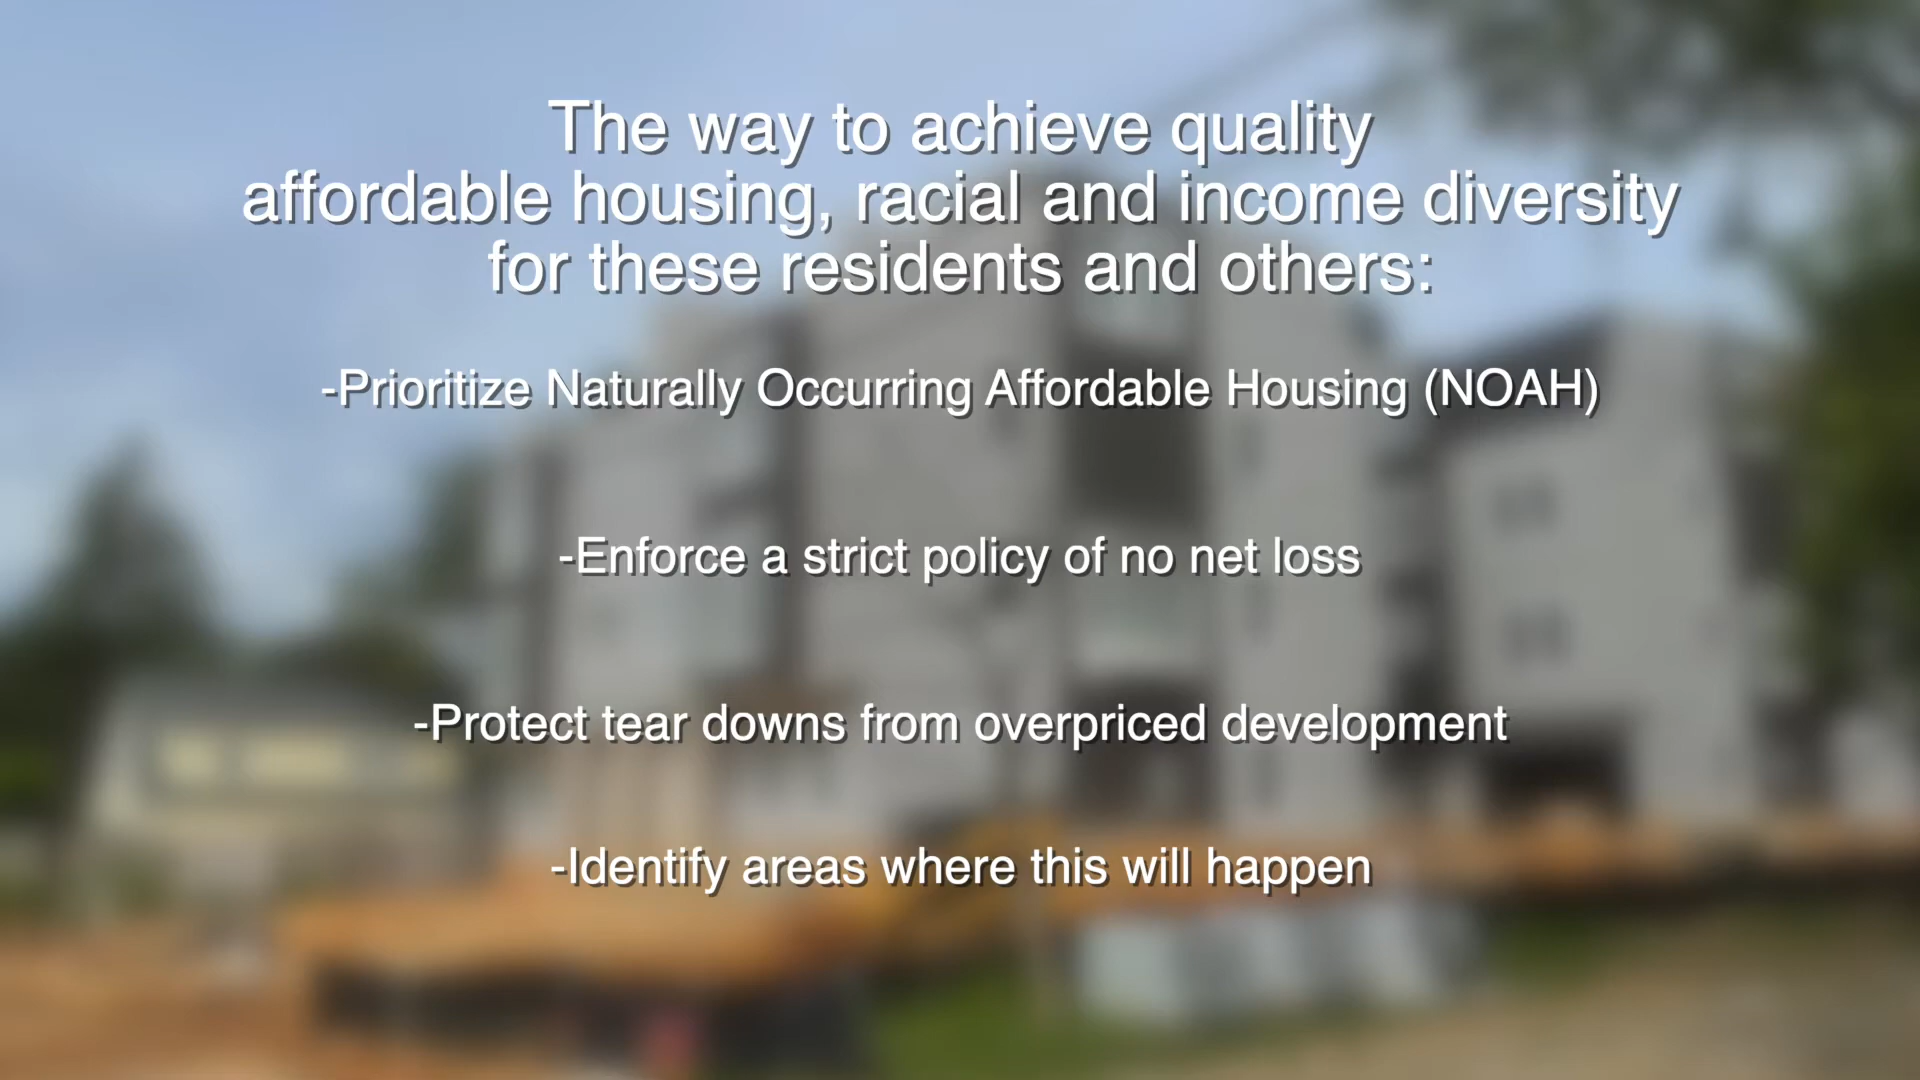 The way to achieve quality
affordable housing, racial and income diversity
for these residents and others:
-Prioritize Naturally Occurring Affordable Housing (NOAH)
-Enforce a strict policy of no net loss
-Protect tear downs from overpriced development
-Identify areas where this will happen